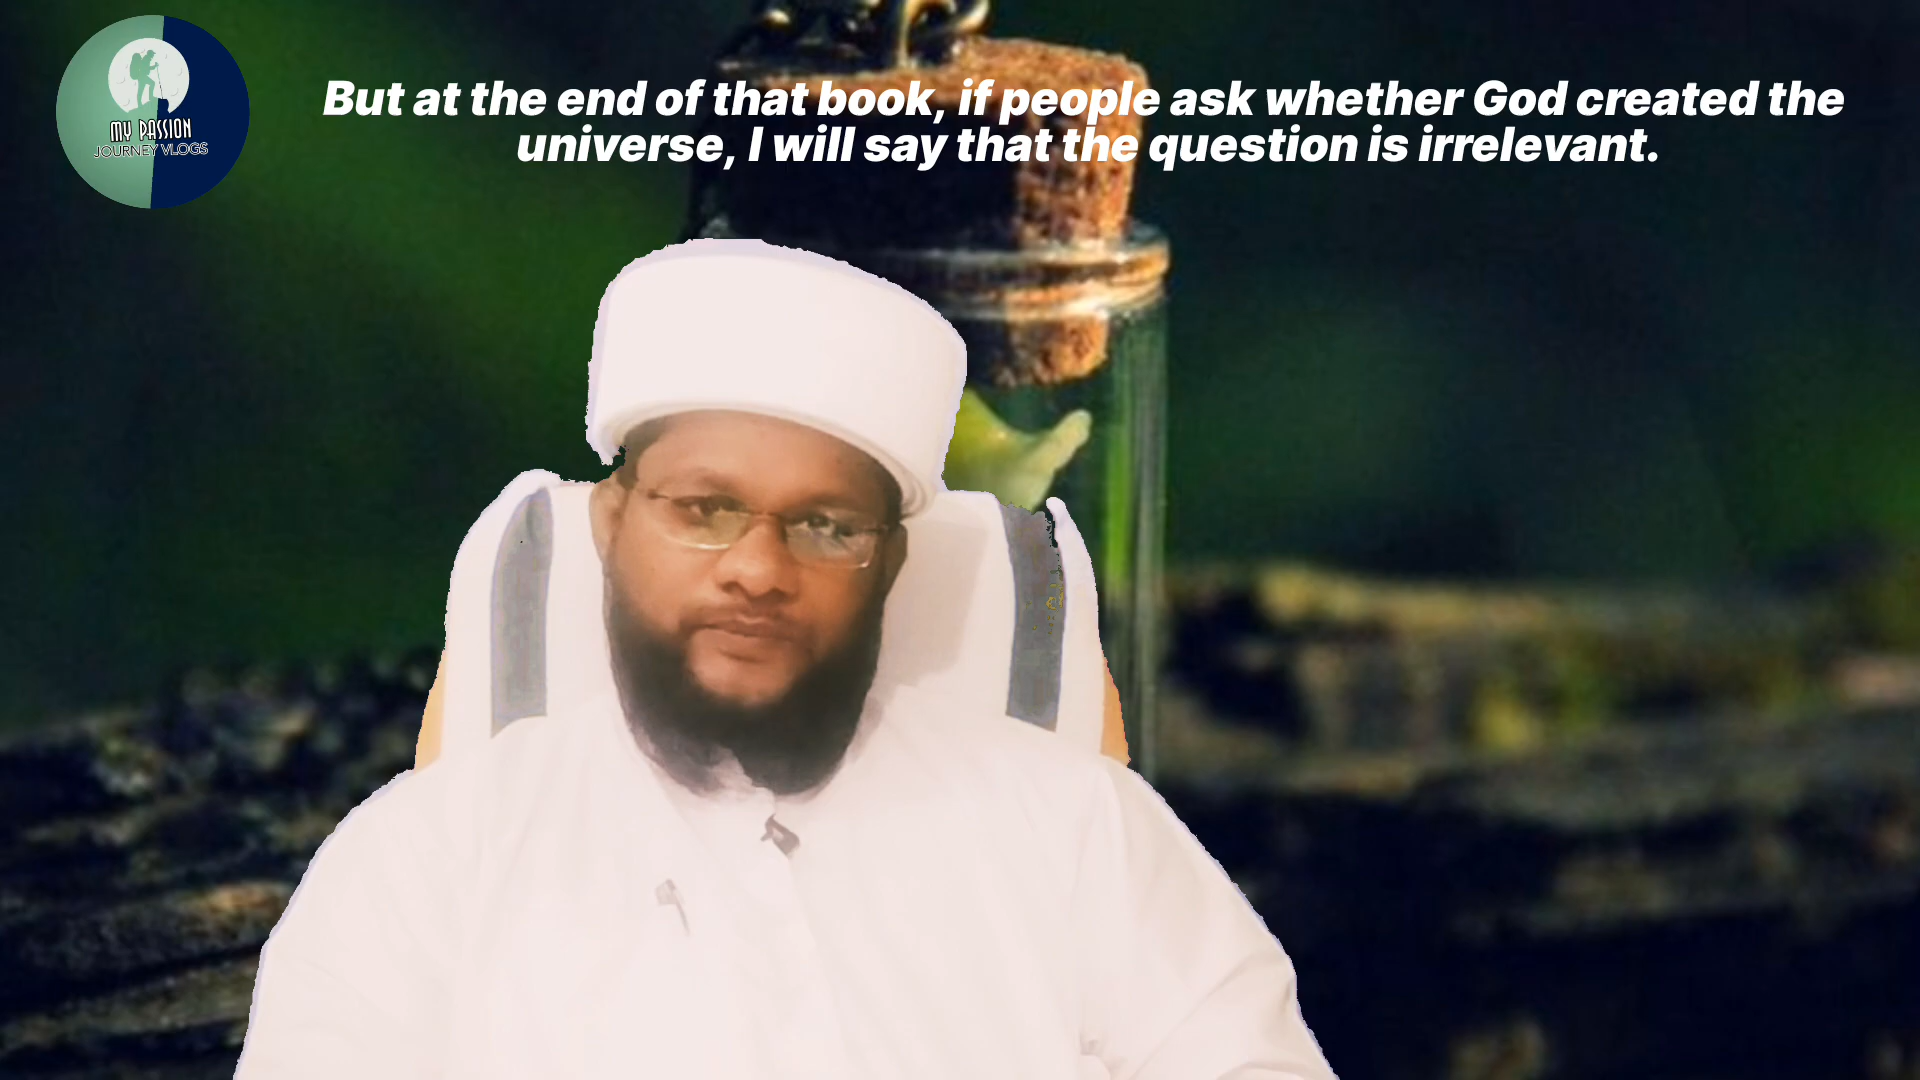 MY PASSION
JOURNEY VLOGS
But at the end of that book, if people ask whether God created the
universe, I will say that the question is irrelevant.